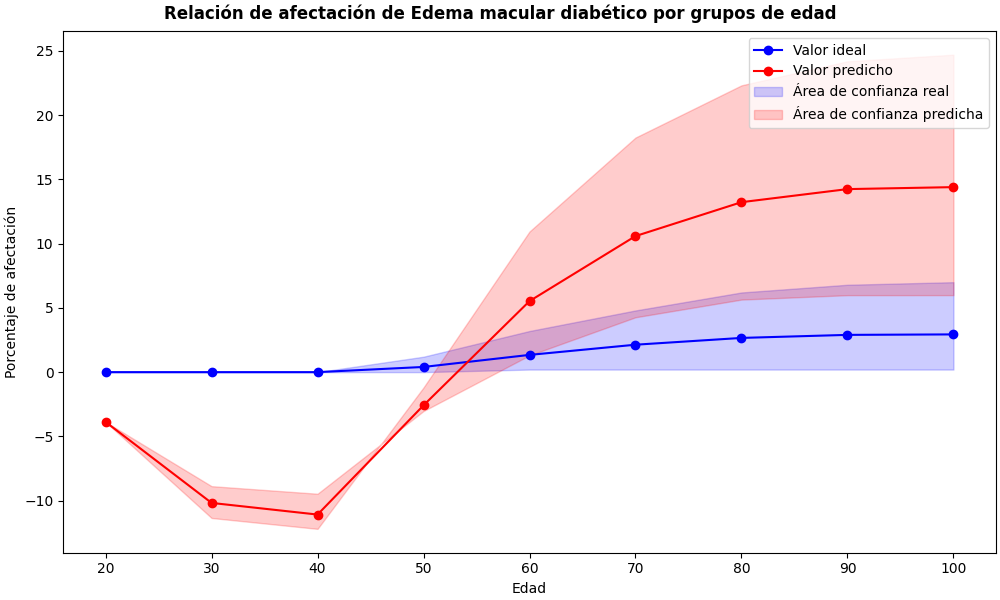 Relación de afectación de Edema macular diabético por grupos de edad
Valor ideal
Valor predicho
Área de confianza real
Área de confianza predicha
Porcentaje de afectación
25
20
15
10
5
0
−5
−10
20 30 40 50 60 70 80 90 100
Edad